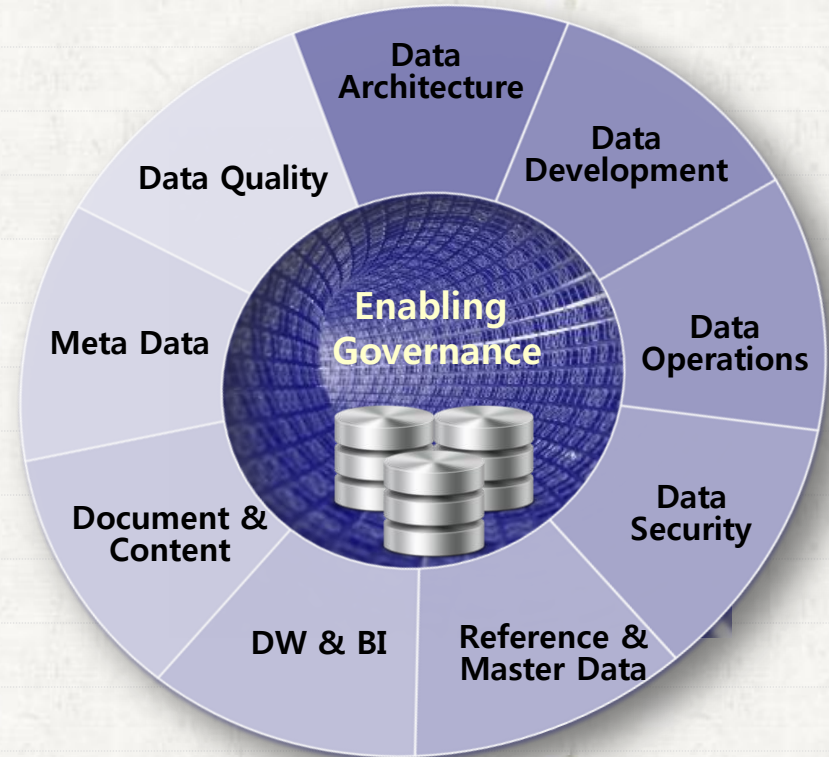 Data
Architecture
Data
Development
Data
Operations
Data
Security
Reference &
Master Data
DW & BI
Document &
Content
Meta Data
Data Quality
Enabling
Governance